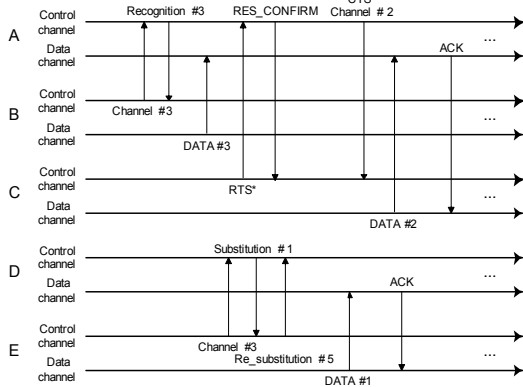 CTS
Control Recognition #3 RES_CONFIRM Channel # 2
channel
...
A
Data ACK
channel
Control
channel Channel #3
...
B
Data
channel DATA #3
Control
channel RTS*
...
C
Data
channel DATA #2
Control Substitution #1
channel
...
D
Data ACK
channel
Control
channel Channel #3
Re_substitution #5
...
E
Data
channel DATA #1